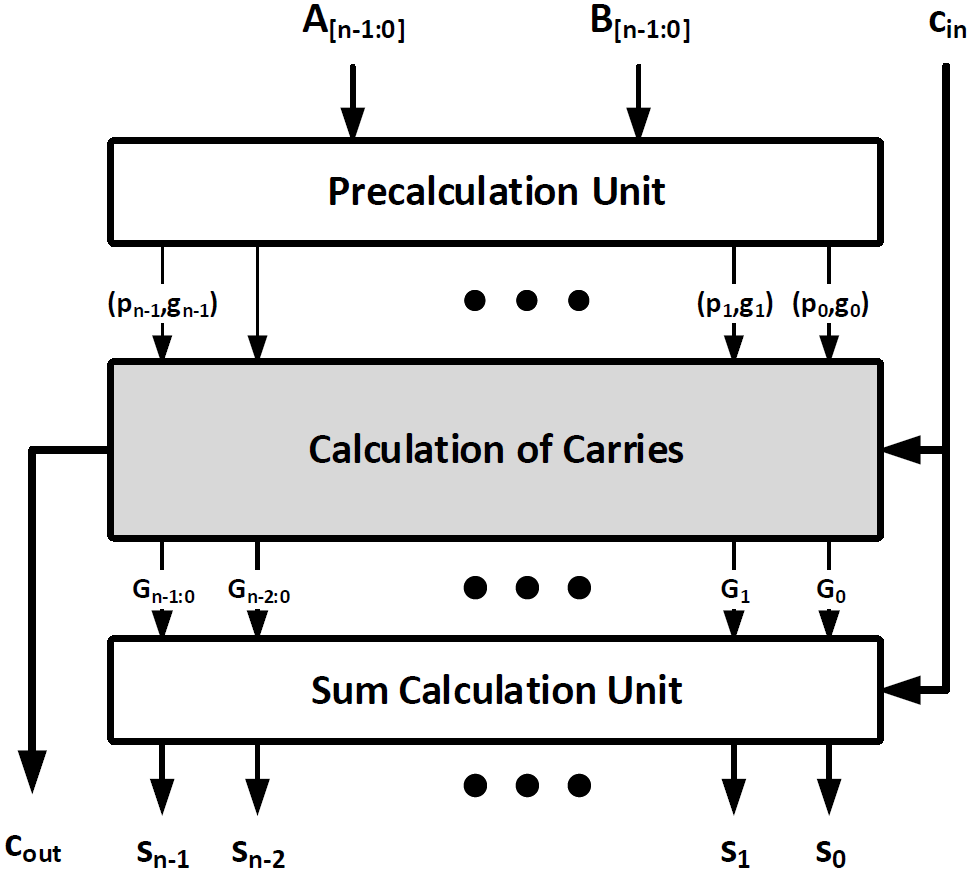 A[n-1:0] B[n-1:0] cin
Precalculation Unit
(pn-1,gn-1) (p1,g1) (p0,g0)
Calculation of Carries
Gn-1:0 Gn-2:0 G1 G0
Sum Calculation Unit
cout sn-1 sn-2 s1 s0